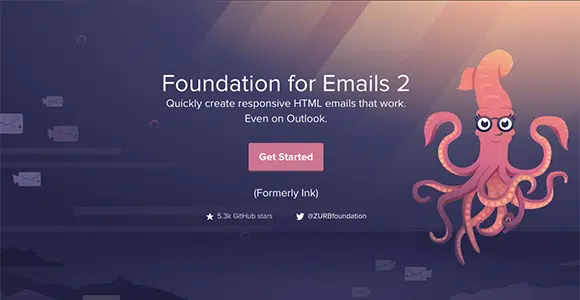 Foundation for Emails 2
Quickly create responsive HTML emails that work.
Even on Outlook.
Get Started
(Formerly Ink)
5.3k GitHub stars
@ZURBfoundation